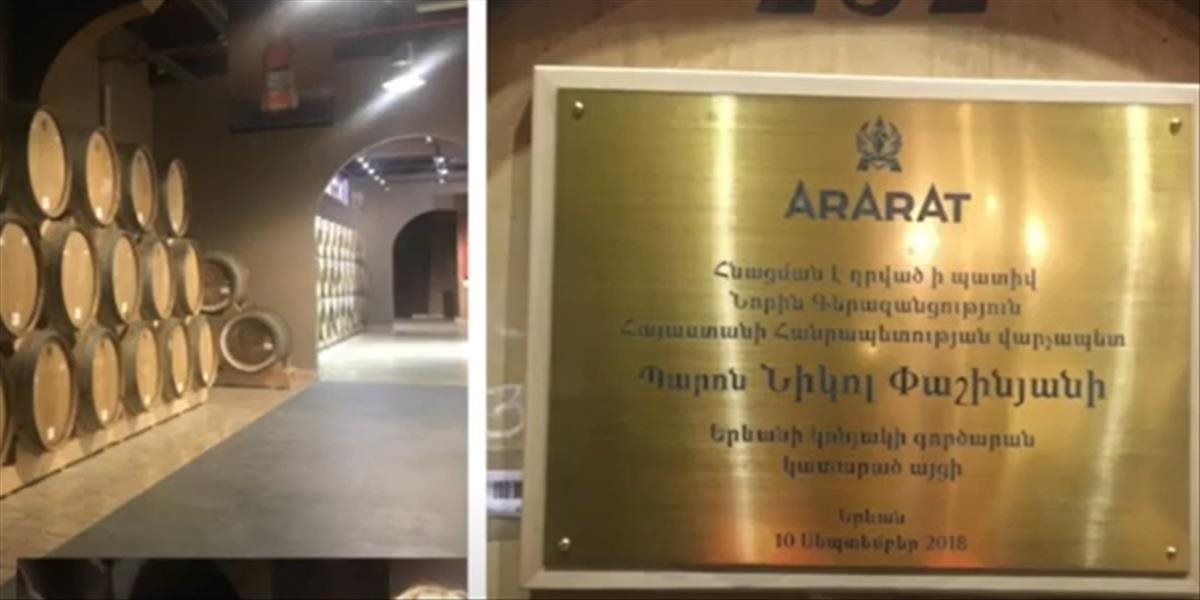 ARARAT
Հնացման է դրված ի պատիվ
Նորին Գերազանցություն
Հայաստանի Հանրապետության վարչապետ
Պարոն Նիկոլ Փաշինյանի
Երևանի կոնյակի գործարան
կատարած այցի
Երևան
10 Սեպտեմբեր 2018